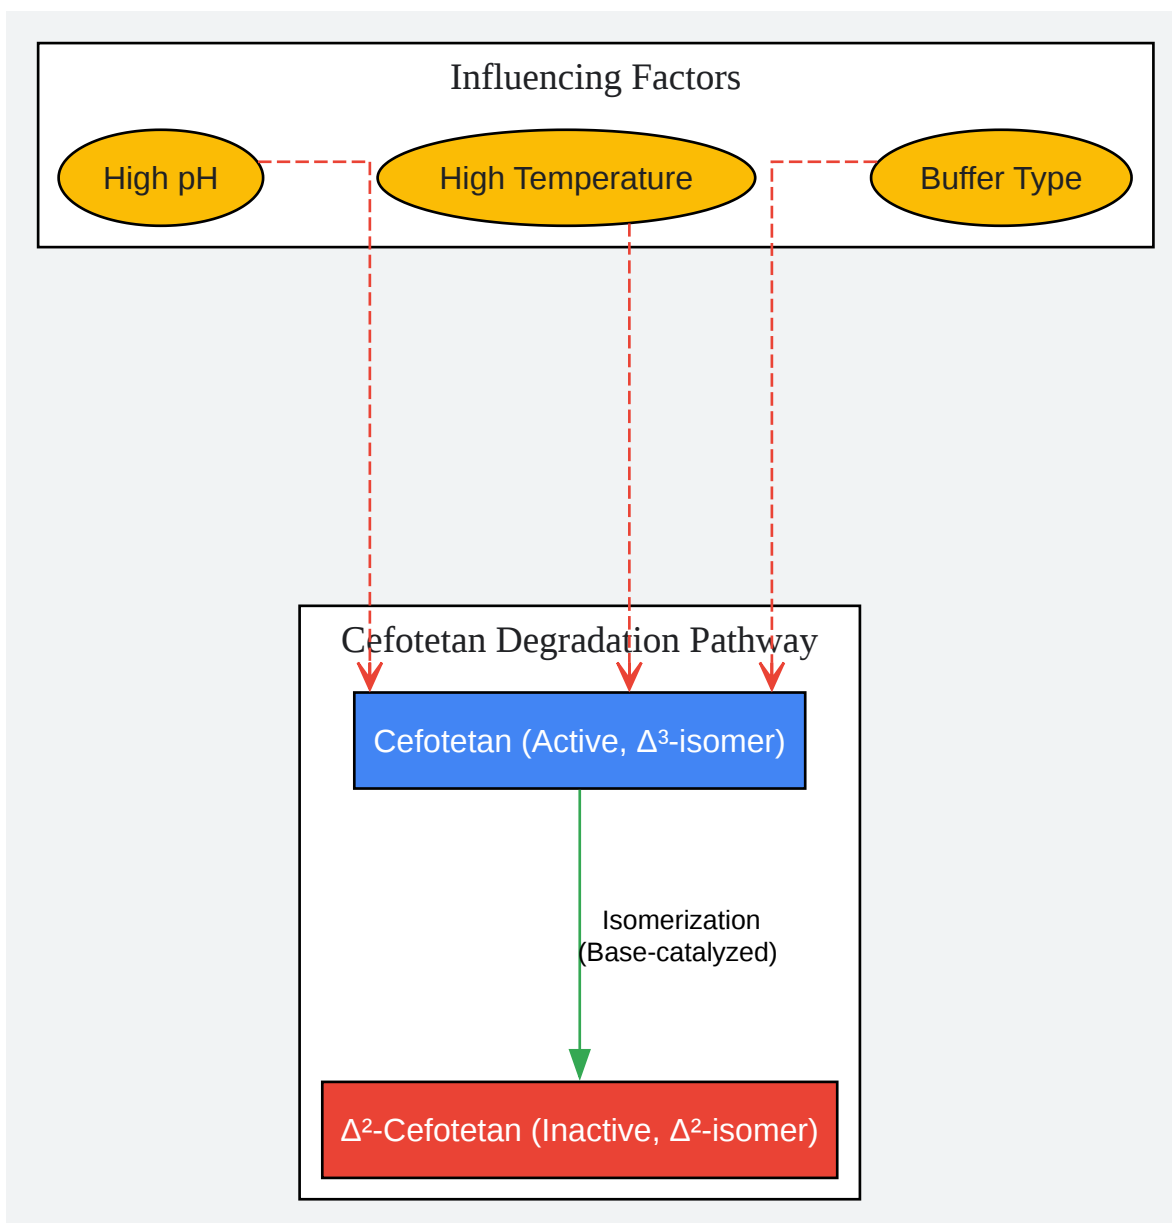 Influencing Factors
High pH
High Temperature
Buffer Type
Cefotetan Degradation Pathway
Cefotetan (Active, Δ³-isomer)
Isomerization
(Base-catalyzed)
Δ²-Cefotetan (Inactive, Δ²-isomer)